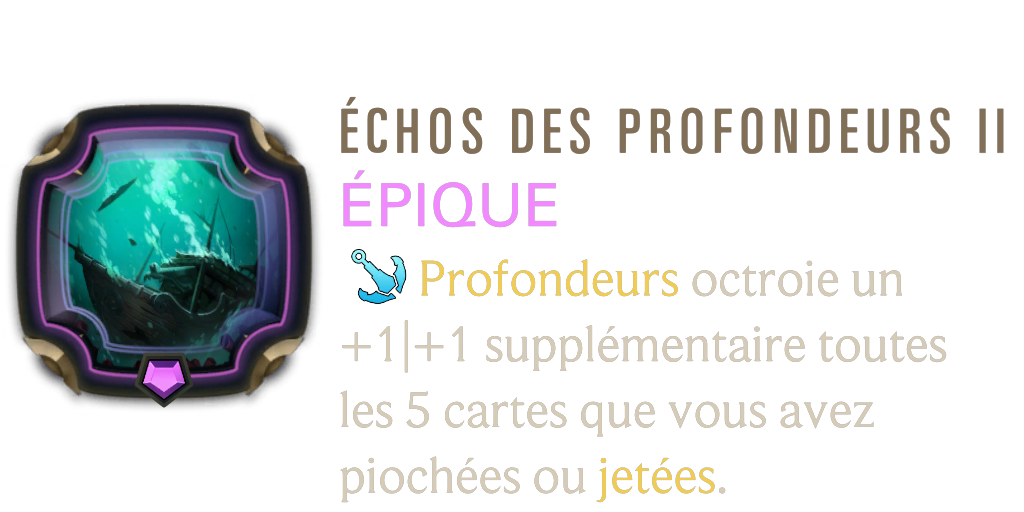 ÉCHOS DES PROFONDEURS II
ÉPIQUE
Profondeurs octroie un
+1|+1 supplémentaire toutes
les 5 cartes que vous avez
piochées ou jetées.